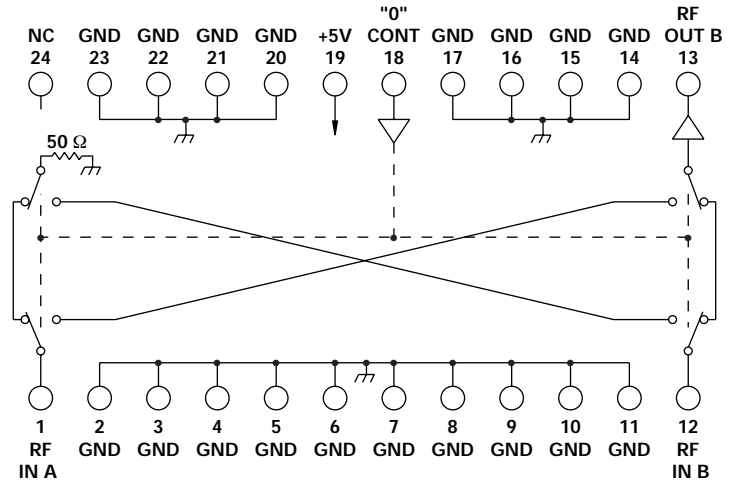 "0" RF
NC GND GND GND GND +5V CONT GND GND GND GND OUT B
24 23 22 21 20 19 18 17 16 15 14 13
50 Ω
1 2 3 4 5 6 7 8 9 10 11 12
RF GND GND GND GND GND GND GND GND GND GND RF
IN A IN B